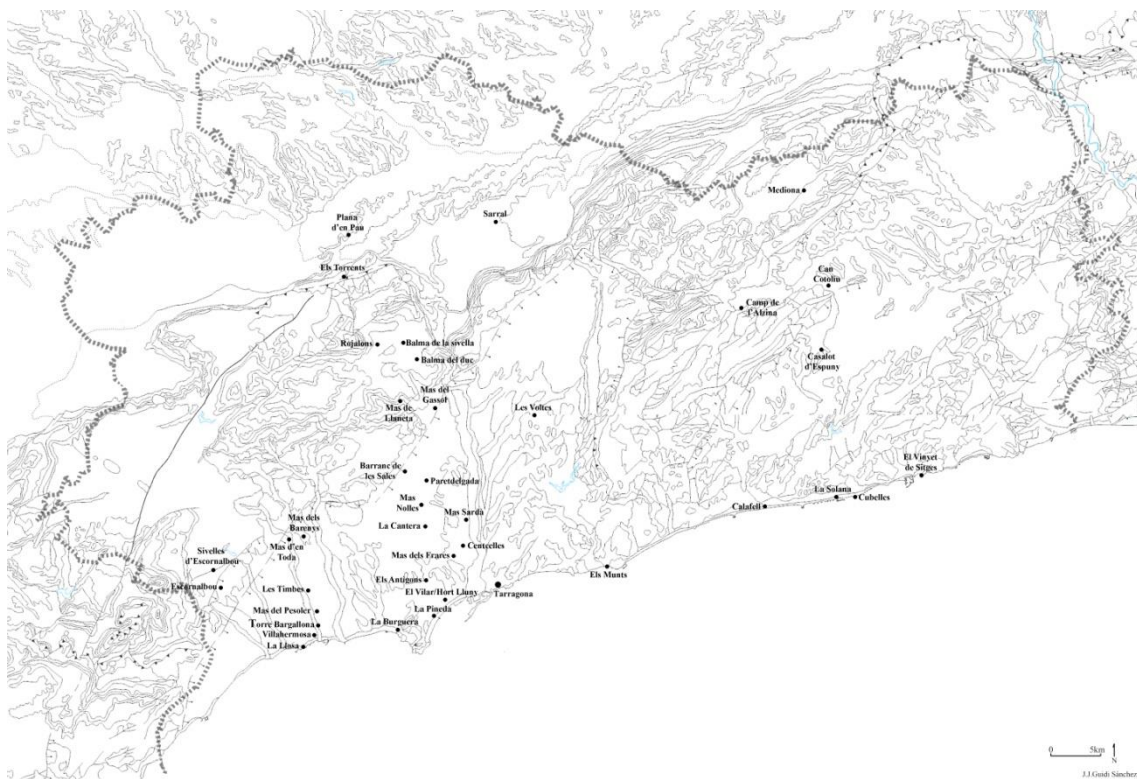 Mediona
Plana
d'en Pau
Sarral
Els Torrents
Can
Cotoliu
Camp de
l'Alzina
Rojalons
Balma de la sivella
Balma del duc
Casalot
d'Espuny
Mas del
Gassol
Mas de
Llaneta
Les Voltes
Barranc de
les Sales
Paretdelgada
El Vinyet
de Sitges
La Solana
Cubelles
Calafell
Mas
Nolles
Mas Sardà
La Cantera
Mas dels
Barenys
Mas d'en
Toda
Centcelles
Mas dels Frares
Sivelles
d'Escornalbou
Escornalbou
Els Munts
Els Antigons
Tarragona
Les Timbes
El Vilar/Hort Lluny
Mas del Pesoler
La Pineda
Torre Bargallona
La Burguera
Villahermosa
La Llosa
0 5km
N
J.J.Guidi Sánchez